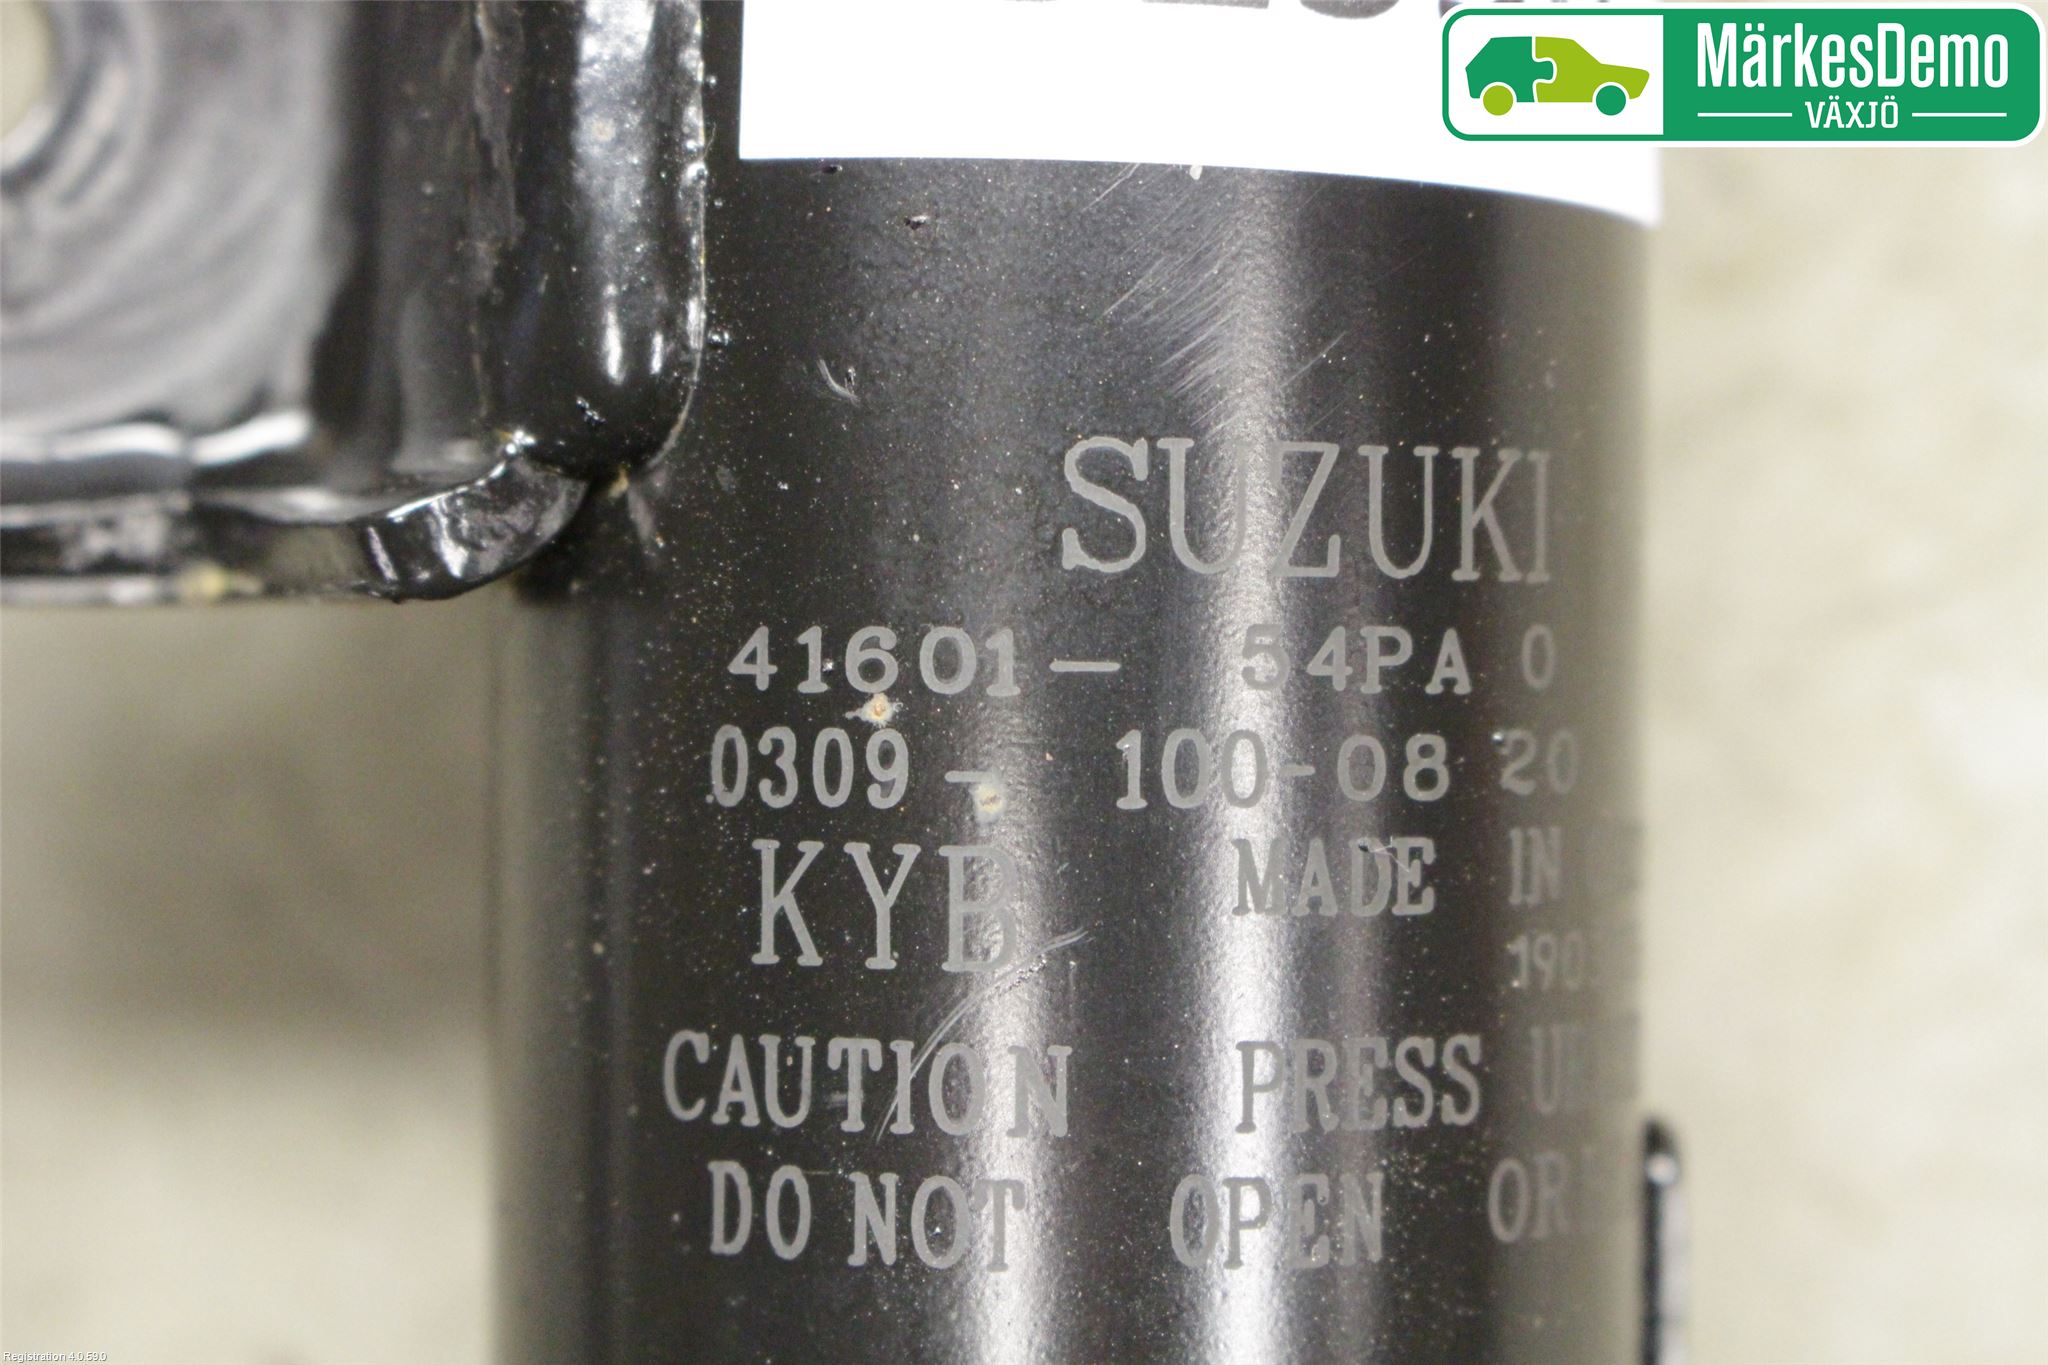 MärkesDemo
VÄXJÖ
SUZUKI
41601- 54PA 0
0309- 100-08 20
KYB MADE IN
CAUTION PRESS
DO NOT OPEN OR
Registration 4.0.59.0